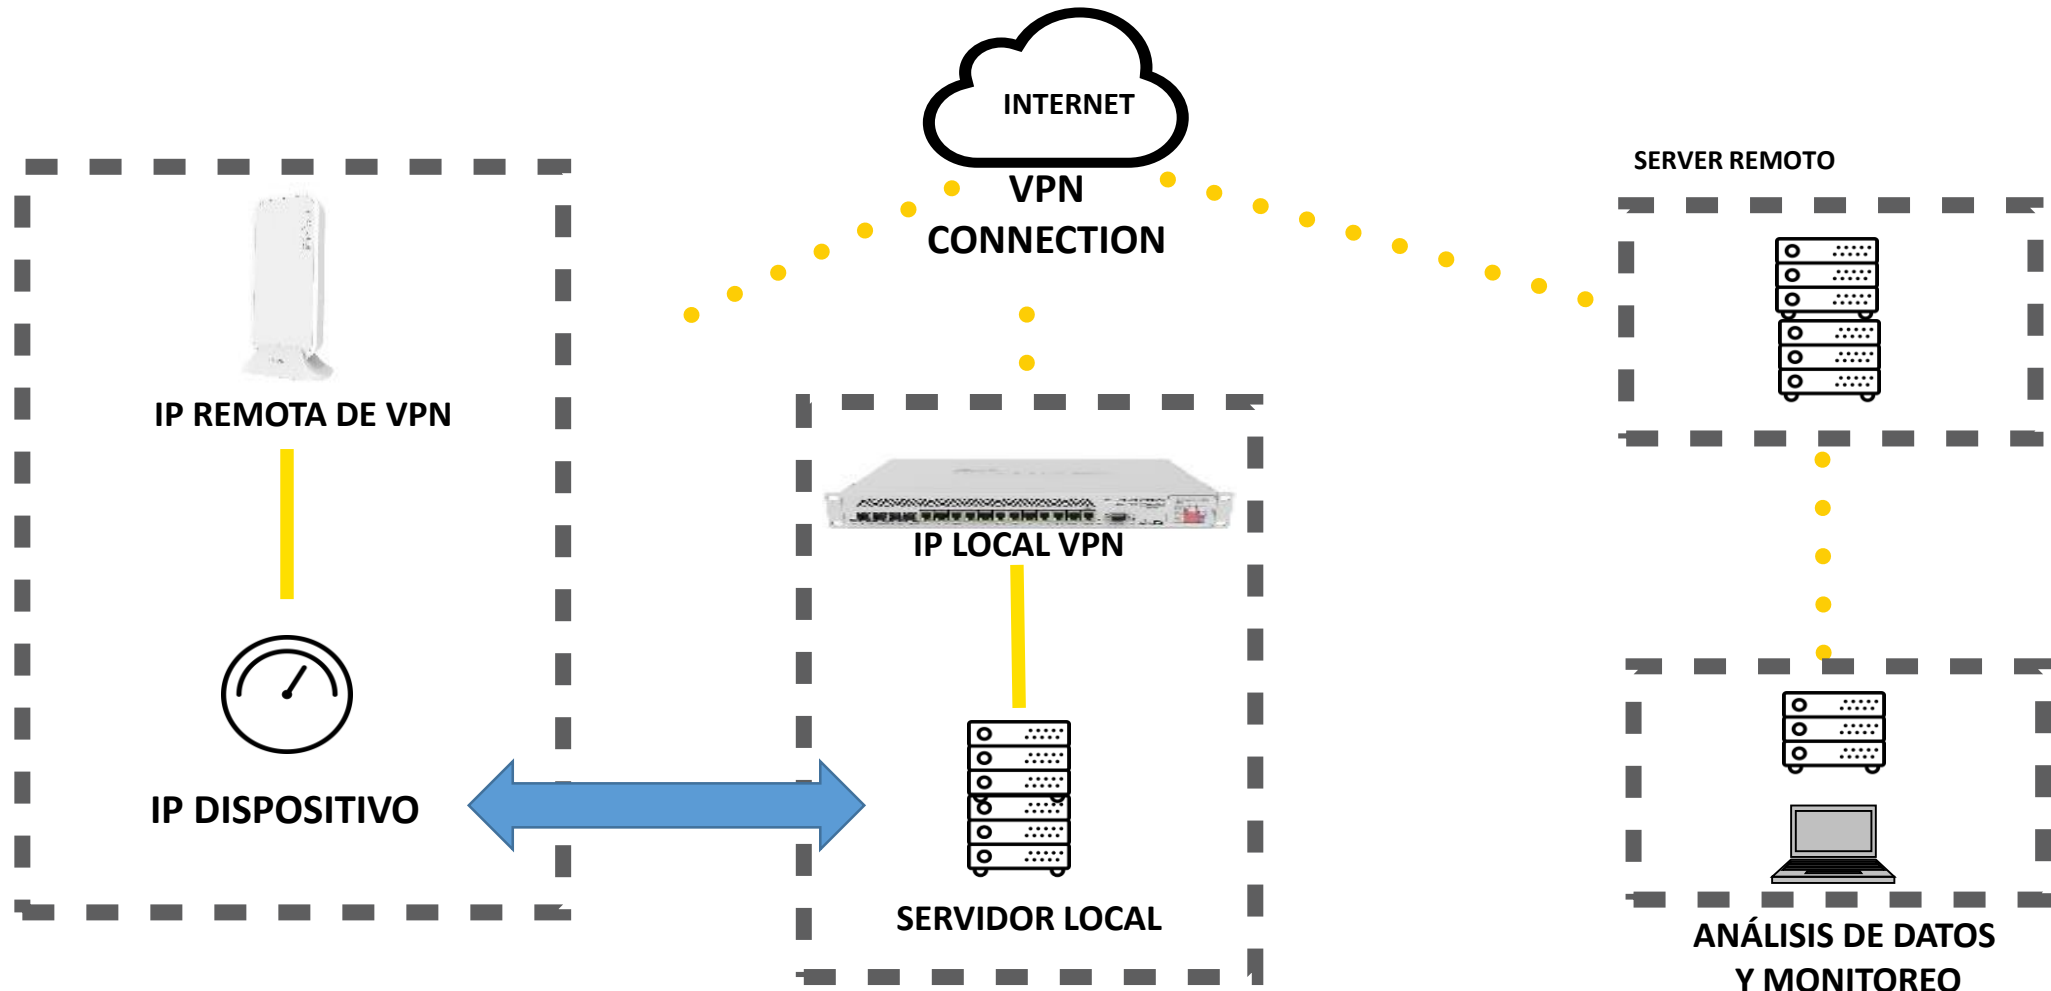 INTERNET
VPN
CONNECTION
SERVER REMOTO
IP REMOTA DE VPN
IP LOCAL VPN
IP DISPOSITIVO
SERVIDOR LOCAL
ANÁLISIS DE DATOS
Y MONITOREO